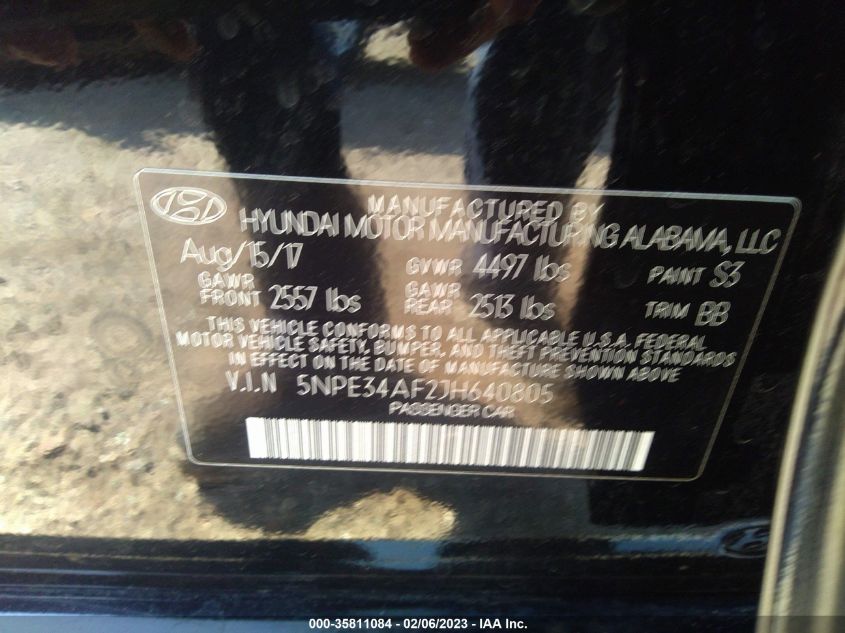 MANUFACTURED BY
HYUNDAI MOTOR MANUFACTURING ALABAMA, LLC
Aug/15/17 GVWR 4497 lbs PAINT S3
GAWR FRONT 2557 lbs GAWR REAR 2513 lbs TRIM BB
THIS VEHICLE CONFORMS TO ALL APPLICABLE U.S.A. FEDERAL
MOTOR VEHICLE SAFETY, BUMPER, AND THEFT PREVENTION STANDARDS
IN EFFECT ON THE DATE OF MANUFACTURE SHOWN ABOVE.
V.I.N 5NPE34AF2JH640805
PASSENGER CAR
000-35811084 - 02/06/2023 - IAA Inc.